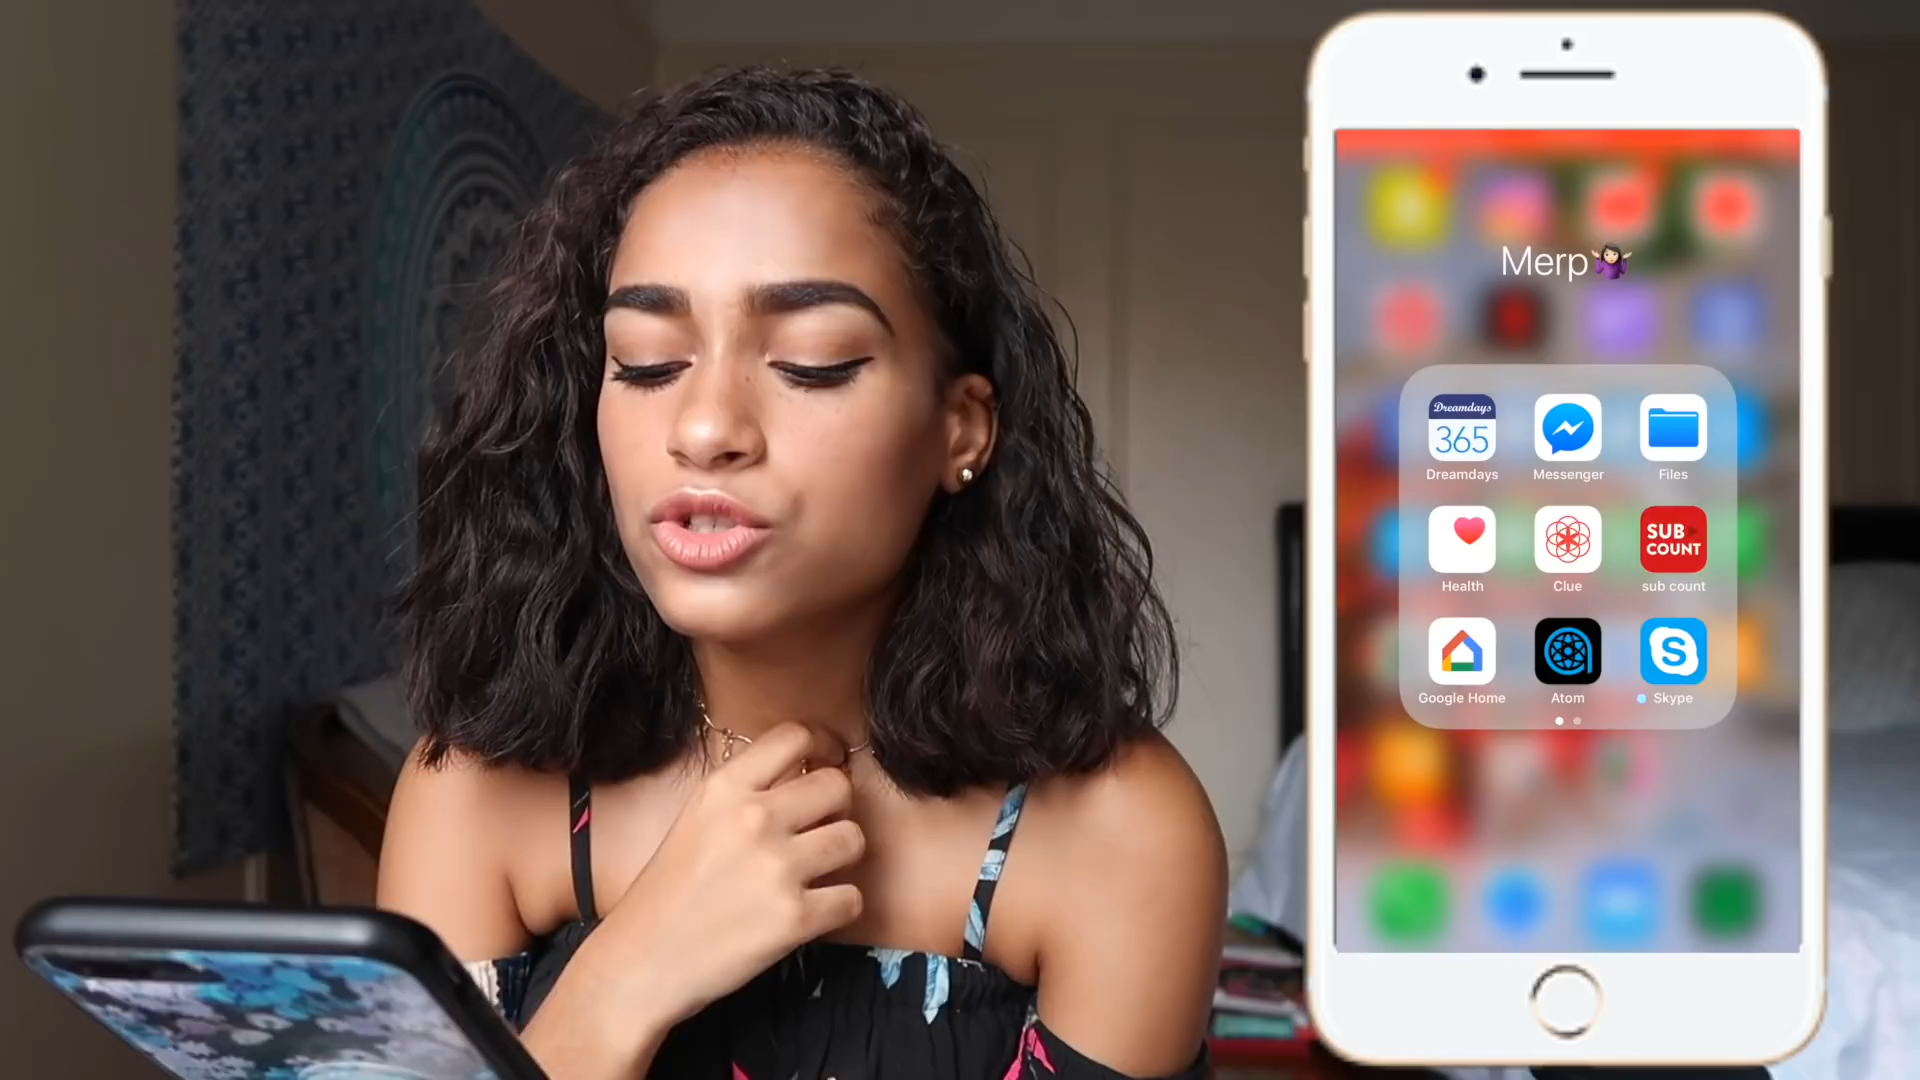 Merp🤷🏻‍♀️
Dreamdays
365
Dreamdays
Messenger
Files
SUB
COUNT
Health
Clue
sub count
Google Home
Atom
Skype